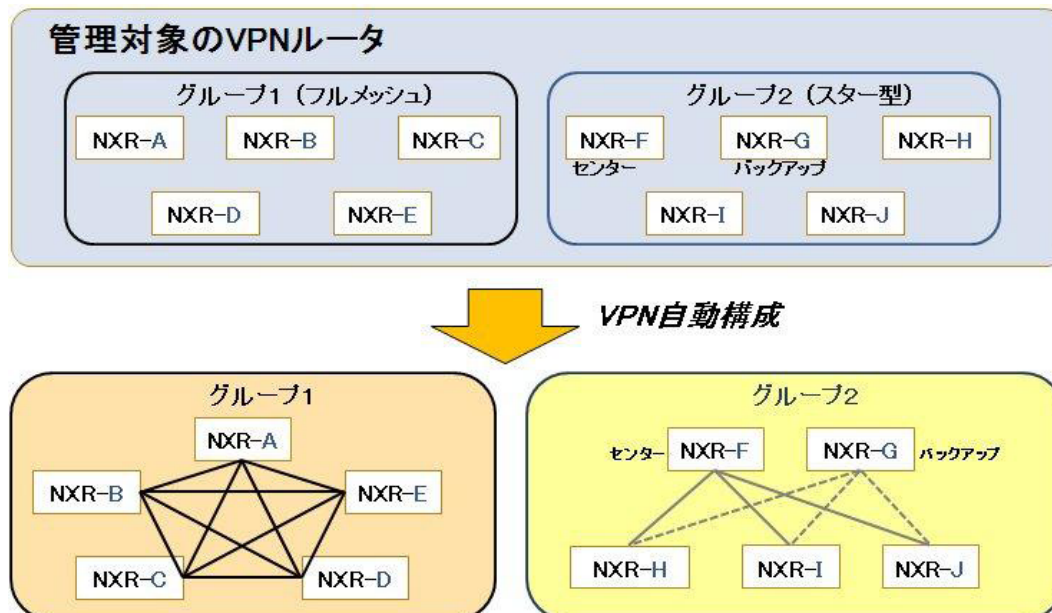 管理対象のVPNルータ
グループ1（フルメッシュ）
NXR-A
NXR-B
NXR-C
NXR-D
NXR-E
グループ2（スター型）
NXR-F
センター
NXR-G
バックアップ
NXR-H
NXR-I
NXR-J
VPN自動構成
グループ1
NXR-A
NXR-B
NXR-E
NXR-C
NXR-D
グループ2
センター NXR-F
NXR-G バックアップ
NXR-H
NXR-I
NXR-J